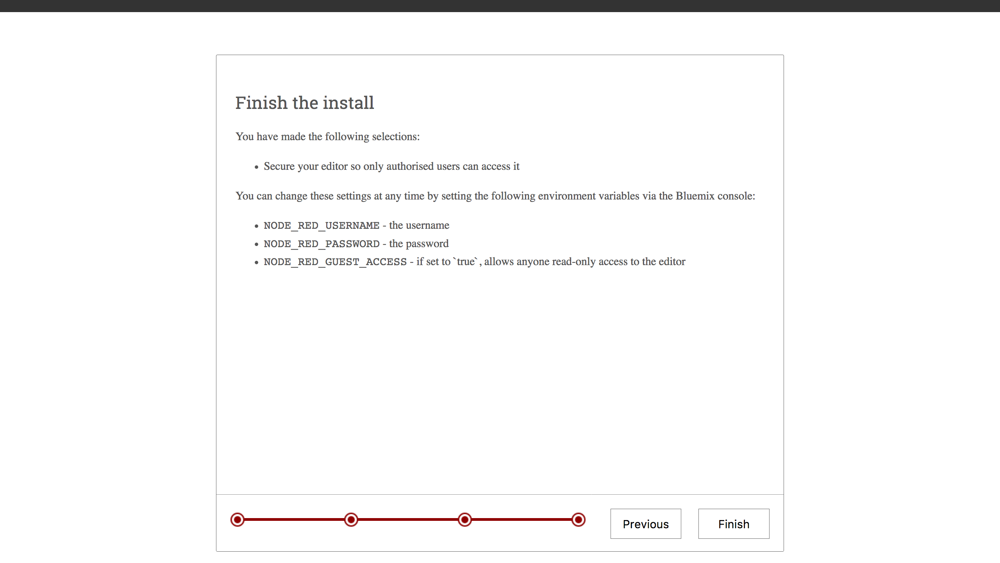 Finish the install
You have made the following selections:
• Secure your editor so only authorised users can access it
You can change these settings at any time by setting the following environment variables via the Bluemix console:
• NODE_RED_USERNAME - the username
• NODE_RED_PASSWORD - the password
• NODE_RED_GUEST_ACCESS - if set to `true`, allows anyone read-only access to the editor
Previous
Finish